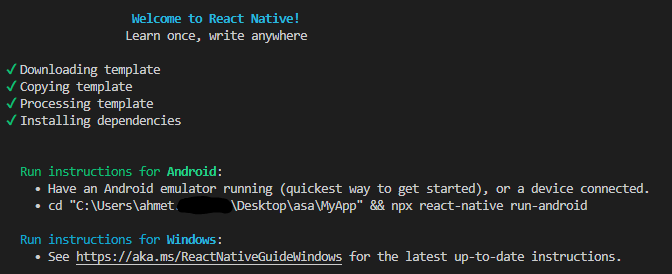 Welcome to React Native!
Learn once, write anywhere
✓ Downloading template
✓ Copying template
✓ Processing template
✓ Installing dependencies
Run instructions for Android:
• Have an Android emulator running (quickest way to get started), or a device connected.
• cd "C:\Users\ahmet. \Desktop\asa\MyApp" && npx react-native run-android
Run instructions for Windows:
• See https://aka.ms/ReactNativeGuideWindows for the latest up-to-date instructions.